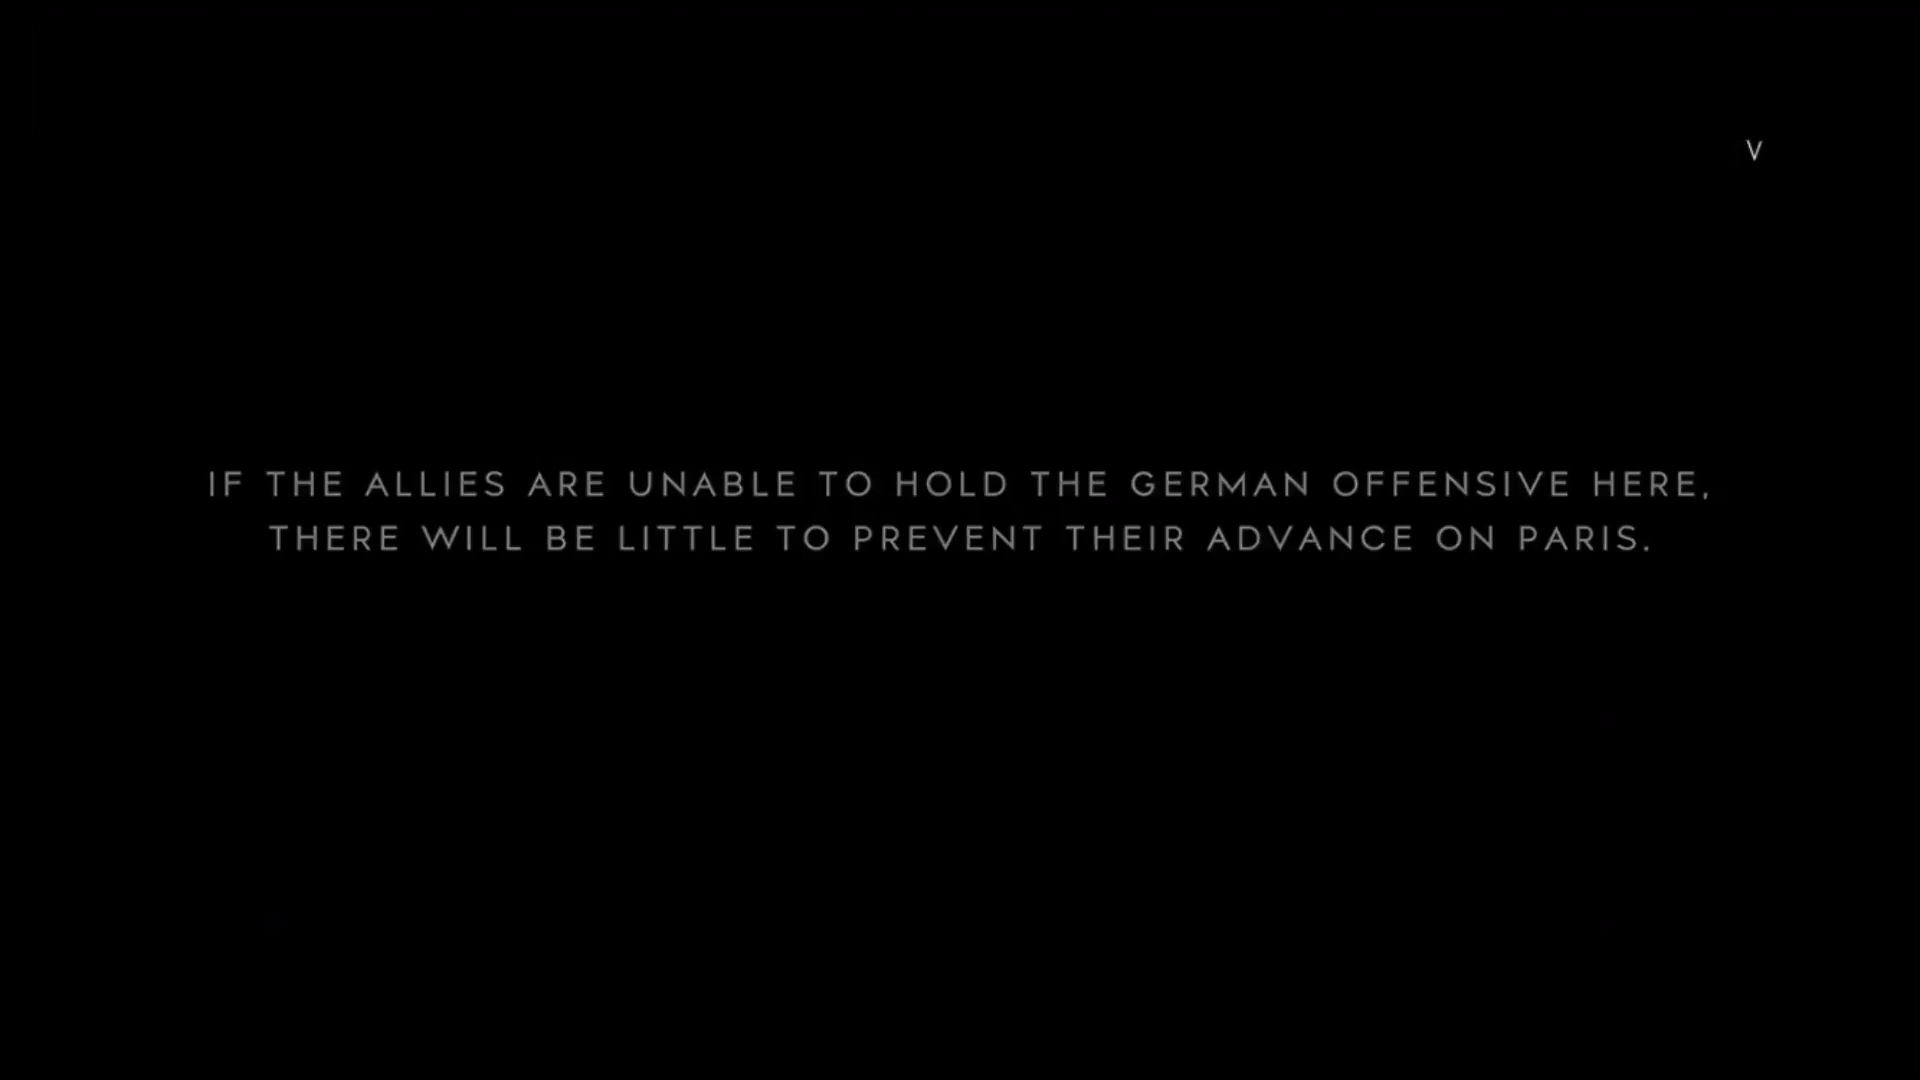 V
IF THE ALLIES ARE UNABLE TO HOLD THE GERMAN OFFENSIVE HERE,
THERE WILL BE LITTLE TO PREVENT THEIR ADVANCE ON PARIS.